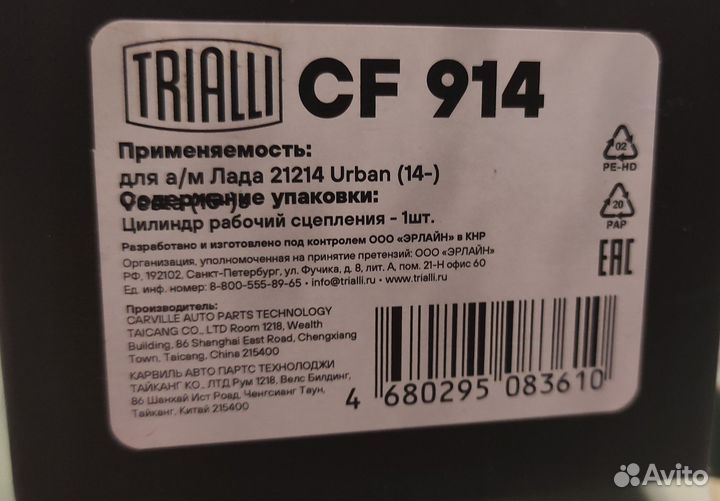 TRIALLI CF 914
Применяемость:
для а/м Лада 21214 Urban (14-)
Содержание упаковки:
Цилиндр рабочий сцепления - 1шт.
Разработано и изготовлено под контролем ООО «ЭРЛАЙН» в КНР
Организация, уполномоченная на принятие претензий: ООО «ЭРЛАЙН»
РФ, 192102, Санкт-Петербург, ул. Фучика, д. 8, лит. А, пом. 21-Н офис 60
Ед. инф. номер: 8-800-555-89-65 • info@trialli.ru • www.trialli.ru
Производитель:
CARVILLE AUTO PARTS TECHNOLOGY
TAICANG CO., LTD Room 1218, Wealth
Building, 86 Shanghai East Road, Chengxiang
Town, Taicang, China 215400
КАРВИЛЬ АВТО ПАРТС ТЕХНОЛОДЖИ
ТАЙКАНГ КО., ЛТД Рум 1218, Велс Билдинг,
86 Шанхай Ист Роад, Ченгсианг Таун,
Тайканг, Китай 215400
02
PE-HD
20
PAP
EAC
4 680295 083610
Avito